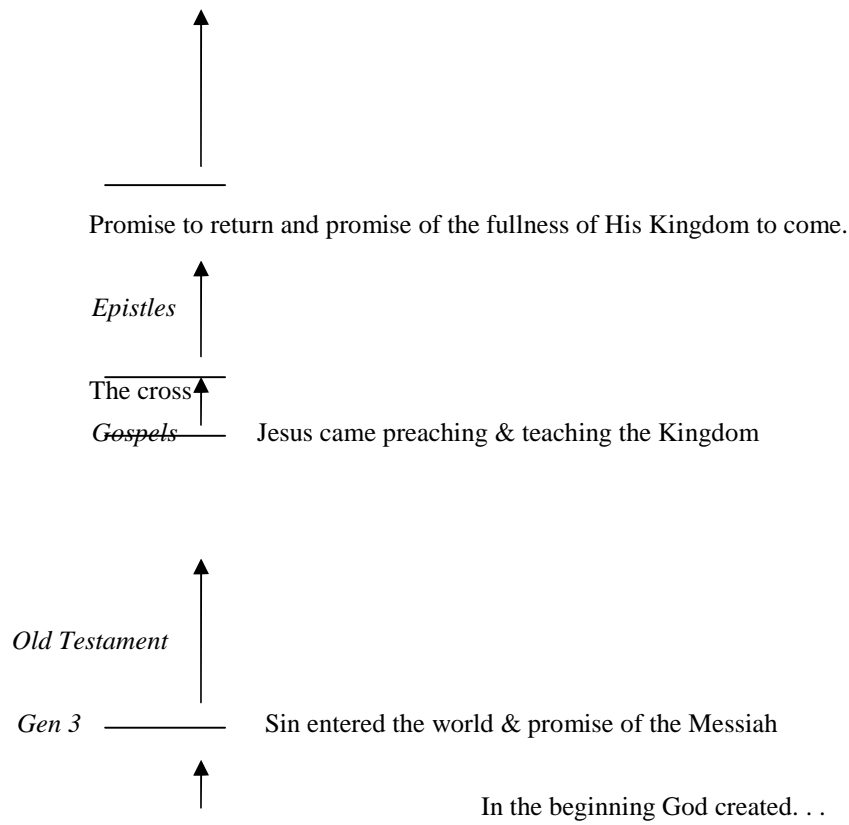 Promise to return and promise of the fullness of His Kingdom to come.
Epistles
The cross
Gospels Jesus came preaching & teaching the Kingdom
Old Testament
Gen 3 Sin entered the world & promise of the Messiah
In the beginning God created. . .